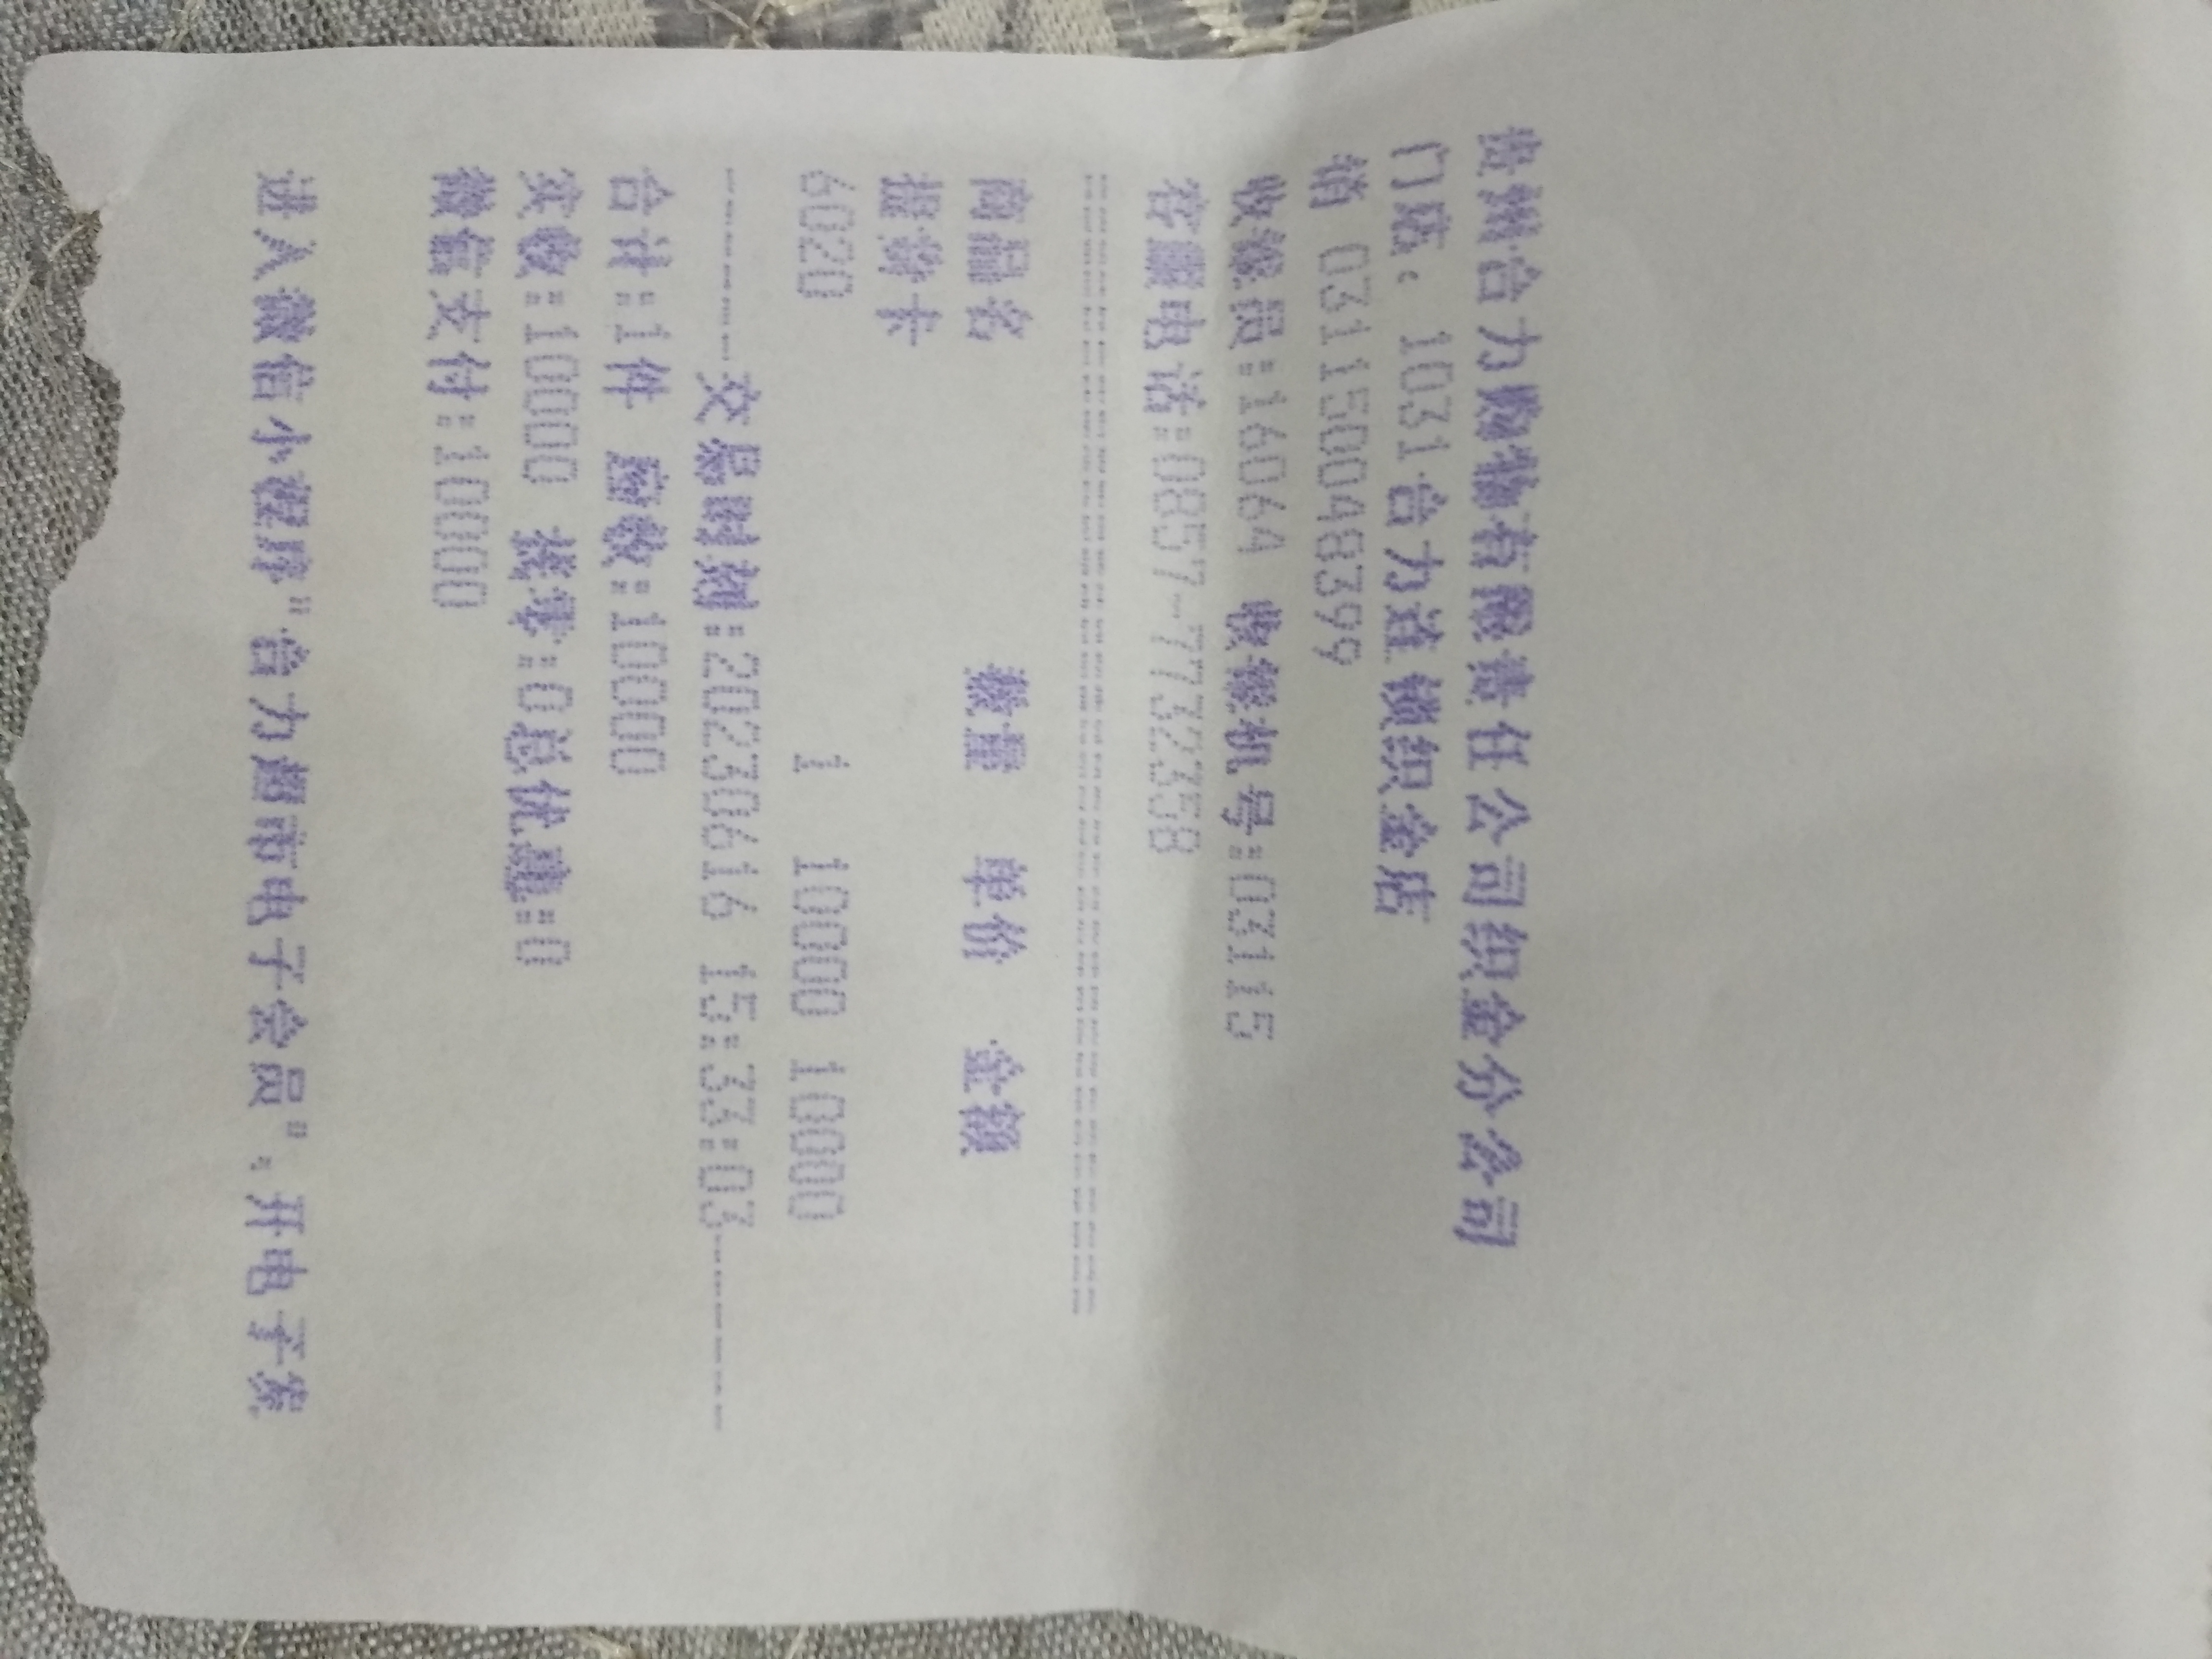 贵州合力购物有限责任公司织金分公司
门店：1031合力连锁织金店
销 031150048399
收银员:16064 收银机号:03115
客服电话:0857-7732358
================================
商品名 数量 单价 金额
提货卡
6020 1 10000 10000
--------交易时刻:20230616 15:33:03--------
合计:1件 应收:10000
实收:10000 找零:0总优惠:0
微信支付:10000
进入微信小程序"合力超市电子会员"，开电子发